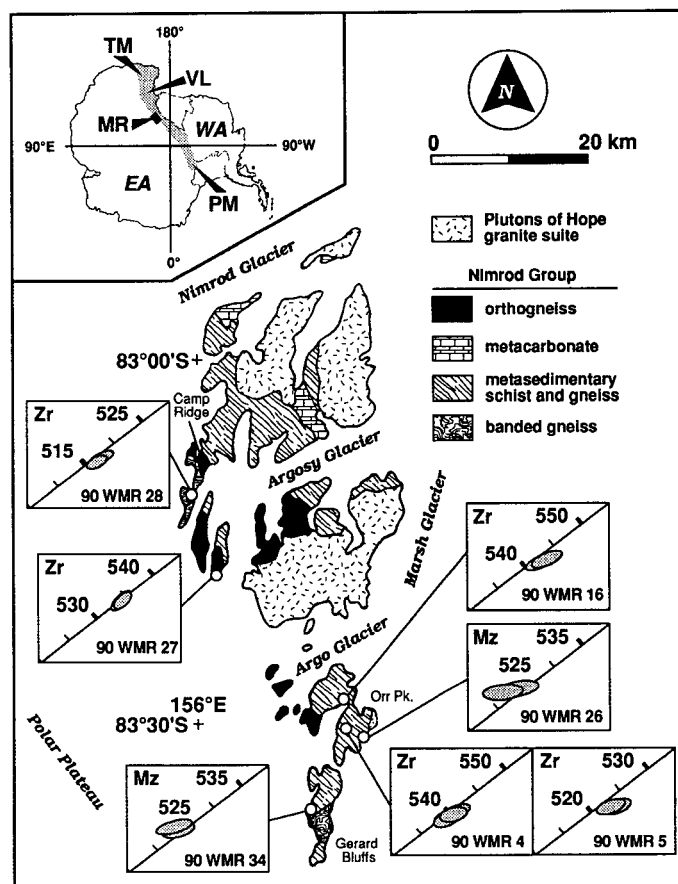 180°
TM
VL
MR
WA
90°E
90°W
EA
PM
0°
N
0 20 km
Plutons of Hope
granite suite
Nimrod Group
orthogneiss
metacarbonate
metasedimentary
schist and gneiss
banded gneiss
Nimrod Glacier
83°00'S +
Camp
Ridge
Argosy Glacier
Marsh Glacier
Zr
525
515
90 WMR 28
Zr
540
530
90 WMR 27
Zr
550
540
90 WMR 16
Argo Glacier
Mz
535
525
90 WMR 26
156°E
83°30'S +
Orr Pk.
Polar Plateau
Mz
535
525
90 WMR 34
Gerard
Bluffs
Zr
550
540
90 WMR 4
Zr
530
520
90 WMR 5